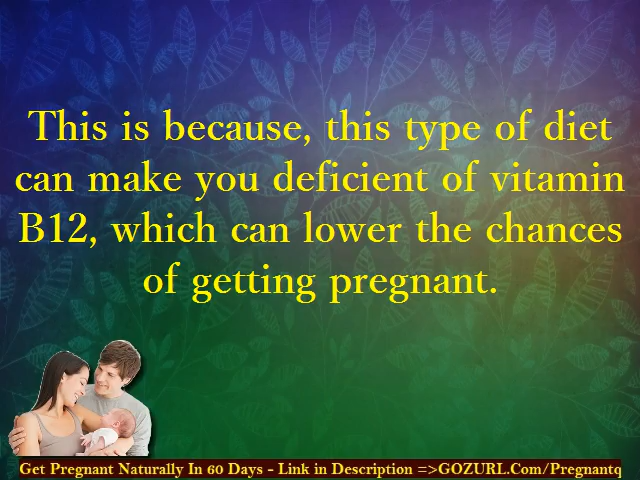 This is because, this type of diet
can make you deficient of vitamin
B12, which can lower the chances
of getting pregnant.
Get Pregnant Naturally In 60 Days - Link in Description =>GOZURL.Com/Pregnantq